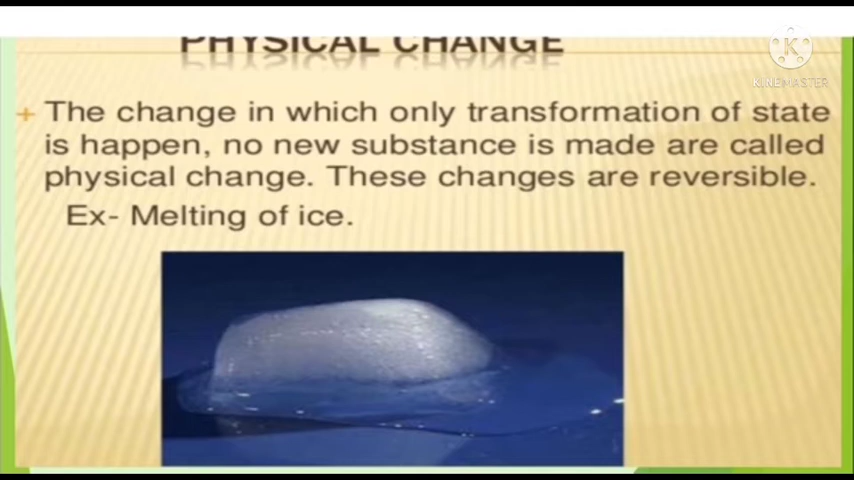 PHYSICAL CHANGE
K
KINEMASTER
+ The change in which only transformation of state
is happen, no new substance is made are called
physical change. These changes are reversible.
Ex- Melting of ice.